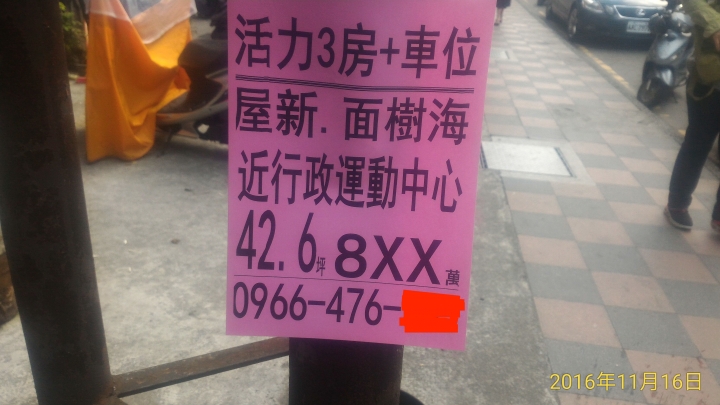 活力3房+車位
屋新.面樹海
近行政運動中心
42.6坪8XX萬
0966-476-
2016年11月16日